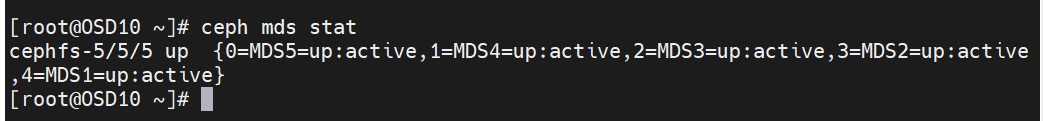 [root@OSD10 ~]# ceph mds stat
cephfs-5/5/5 up  {0=MDS5=up:active,1=MDS4=up:active,2=MDS3=up:active,3=MDS2=up:active
,4=MDS1=up:active}
[root@OSD10 ~]#